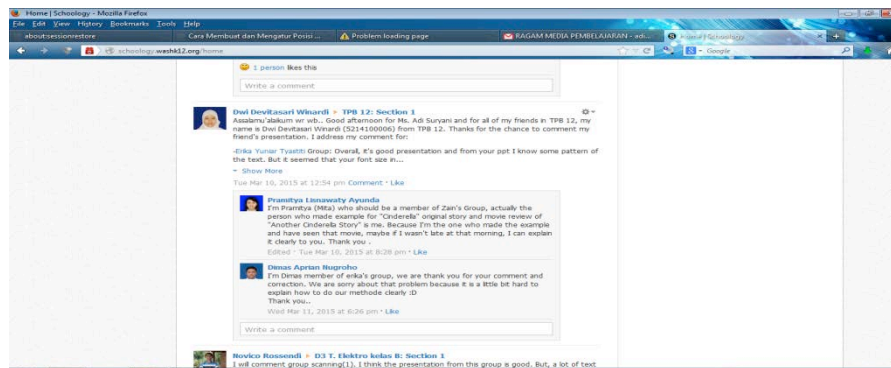 Home | Schoology - Mozilla Firefox
File Edit View History Bookmarks Tools Help
about:sessionrestore
Cara Membuat dan Mengatur Posisi ...
Problem loading page
RAGAM MEDIA PEMBELAJARAN - adi...
Home | Schoology
schoology.washk12.org/home
Google
1 person likes this
Write a comment
Dwi Devitasari Winardi ▸ TPB 12: Section 1
Assalamu'alaikum wr wb.. Good afternoon for Ms. Adi Suryani and for all of my friends in TPB 12, my
name is Dwi Devitasari Winardi (5214100006) from TPB 12. Thanks for the chance to comment my
friend's presentation. I address my comment for:
-Erika Yuniar Tyastiti Group: Overall, it's good presentation and from your ppt I know some pattern of
the text. But it seemed that your font size in...
Show More
Tue Mar 10, 2015 at 12:54 pm Comment · Like
Pramitya Linnawaty Ayunda
I'm Pramitya (Mita) who should be a member of Zain's Group, actually the
person who made example for "Cinderella" original story and movie review of
"Another Cinderella Story" is me. Because I'm the one who made the example
and have seen that movie, maybe if I wasn't late at that morning, I can explain
it clearly to you. Thank you .
Edited · Tue Mar 10, 2015 at 8:26 pm · Like
Dimas Aprian Nugroho
I'm Dimas member of erika's group, we are thank you for your comment and
correction. We are sorry about that problem because it is a little bit hard to
explain how to do our methode clearly :D
Thank you..
Wed Mar 11, 2015 at 6:26 pm · Like
Write a comment
Novico Rossendi ▸ D3 T. Elektro kelas B: Section 1
I will comment group scanning(1). I think the presentation from this group is good. But, a lot of text